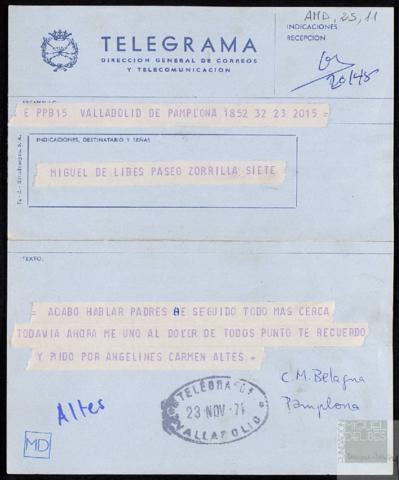 AMD, 25, 11
TELEGRAMA
DIRECCION GENERAL DE CORREOS
Y TELECOMUNICACION
INDICACIONES
RECEPCION
20'45
E PPB15 VALLADOLID DE PAMPLONA 1852 32 23 2015 =
INDICACIONES, DESTINATARIO Y SEÑAS
MIGUEL DE LIBES PASEO ZORRILLA SIETE
TEXTO:
= ACABO HABLAR PADRES HE SEGUIDO TODO MAS CERCA
TODAVIA AHORA ME UNO AL DOLOR DE TODOS PUNTO TE RECUERDO
Y PIDO POR ANGELINES CARMEN ALTES +
Altes
TELEGRAFOS
23 NOV 74
VALLADOLID
C.M. Belagua
Pamplona
MD
MIGUEL
DELIBES